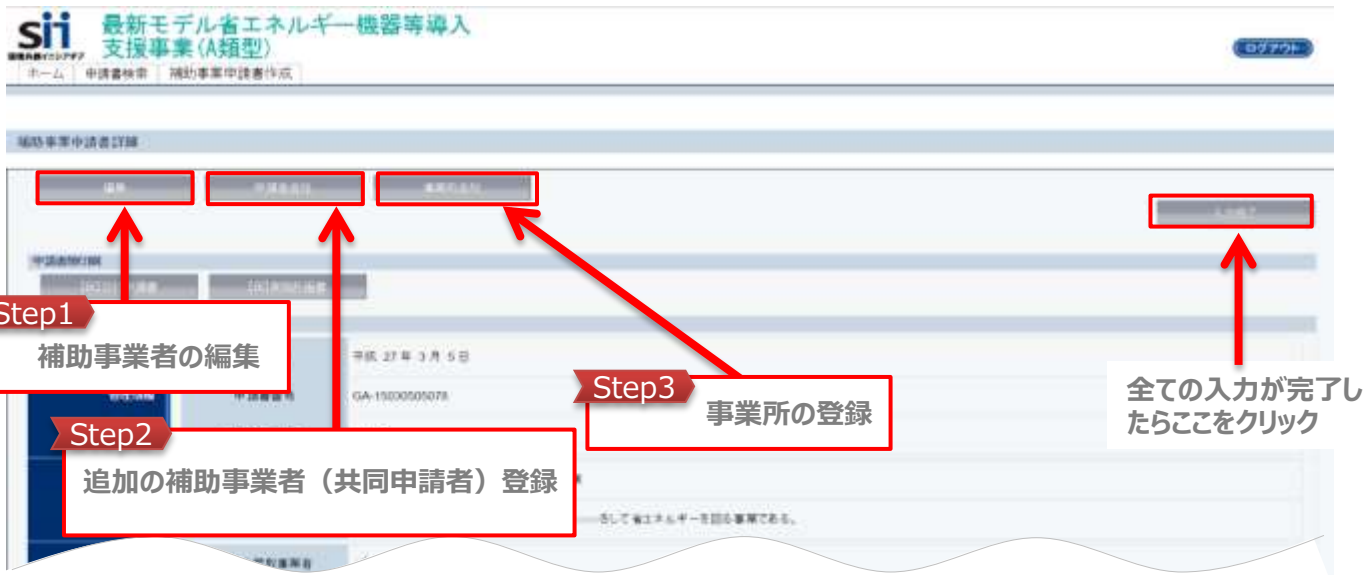 sii
最新モデル省エネルギー機器等導入
支援事業(A類型)
ログアウト
ホーム 申請書検索 補助事業申請書作成
補助事業申請書詳細
編集 申請者追加 事業所追加
入力完了
Step1
補助事業者の編集
平成 27 年 3 月 5 日
申請書番号
Step3
事業所の登録
全ての入力が完了し
たらここをクリック
Step2
追加の補助事業者（共同申請者）登録
して省エネルギーを図る事業である。